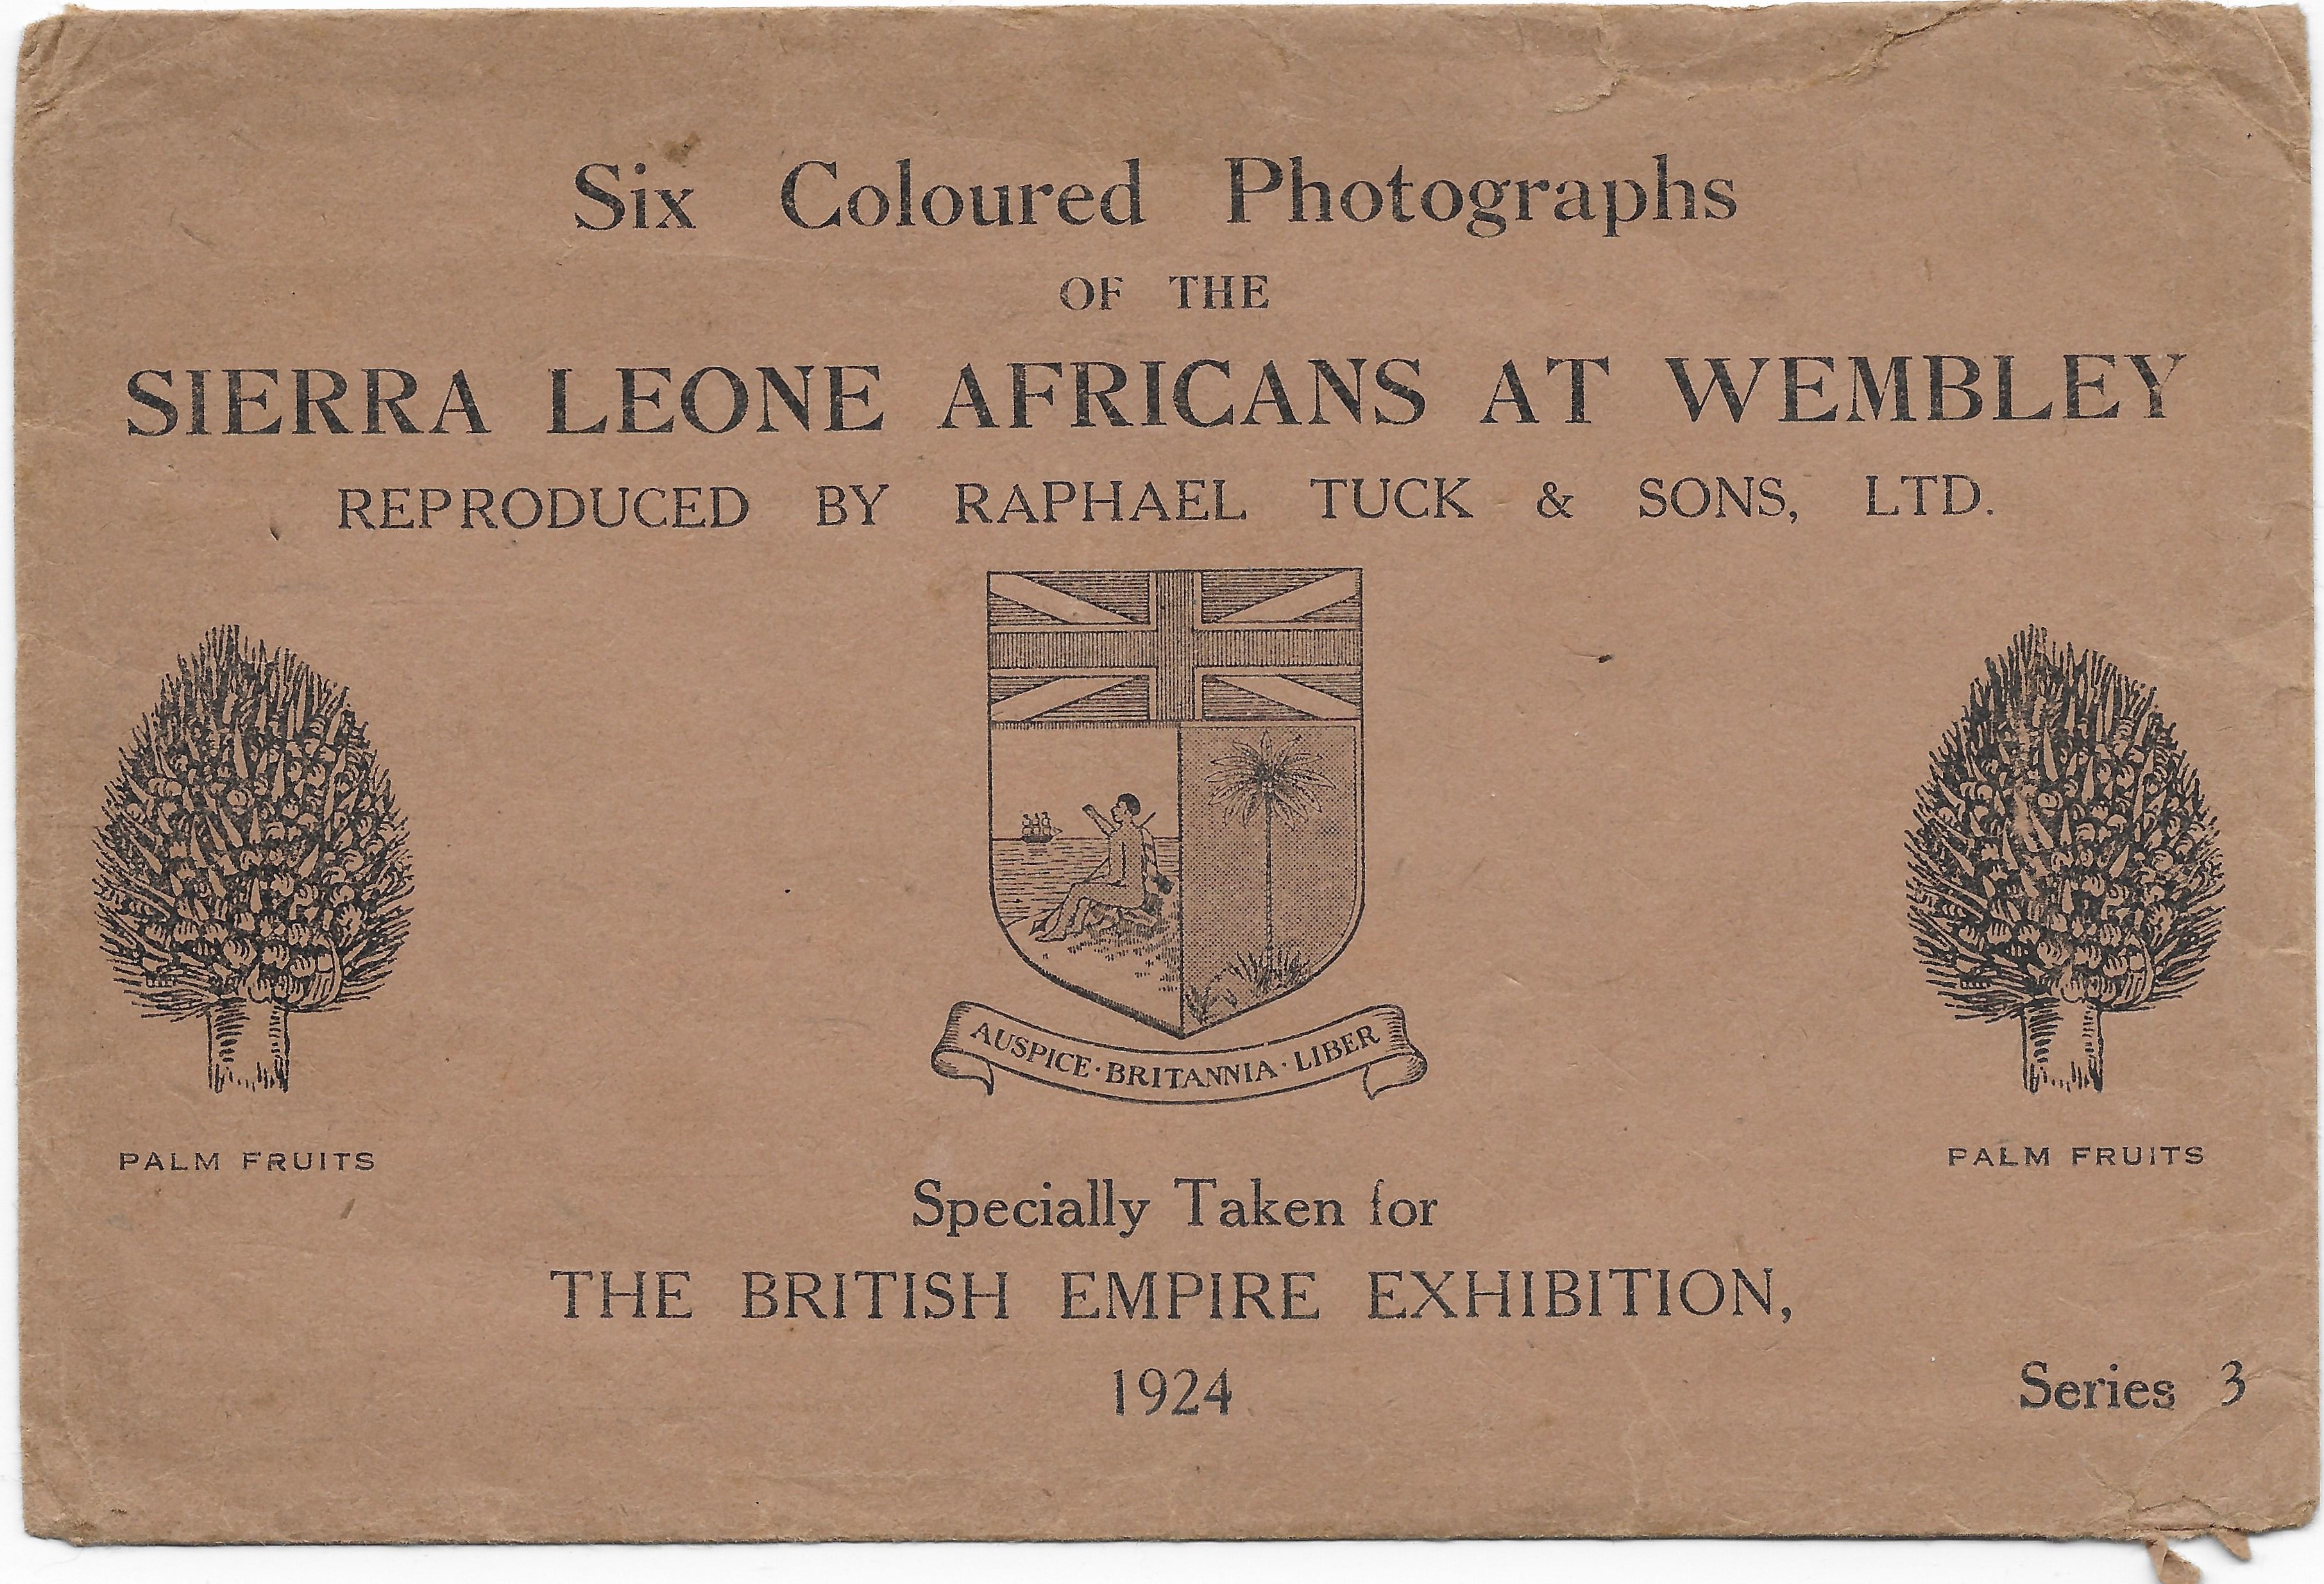 Six Coloured Photographs
OF THE
SIERRA LEONE AFRICANS AT WEMBLEY
REPRODUCED BY RAPHAEL TUCK & SONS, LTD.
AUSPICE · BRITANNIA · LIBER
PALM FRUITS
PALM FRUITS
Specially Taken for
THE BRITISH EMPIRE EXHIBITION,
1924
Series 3